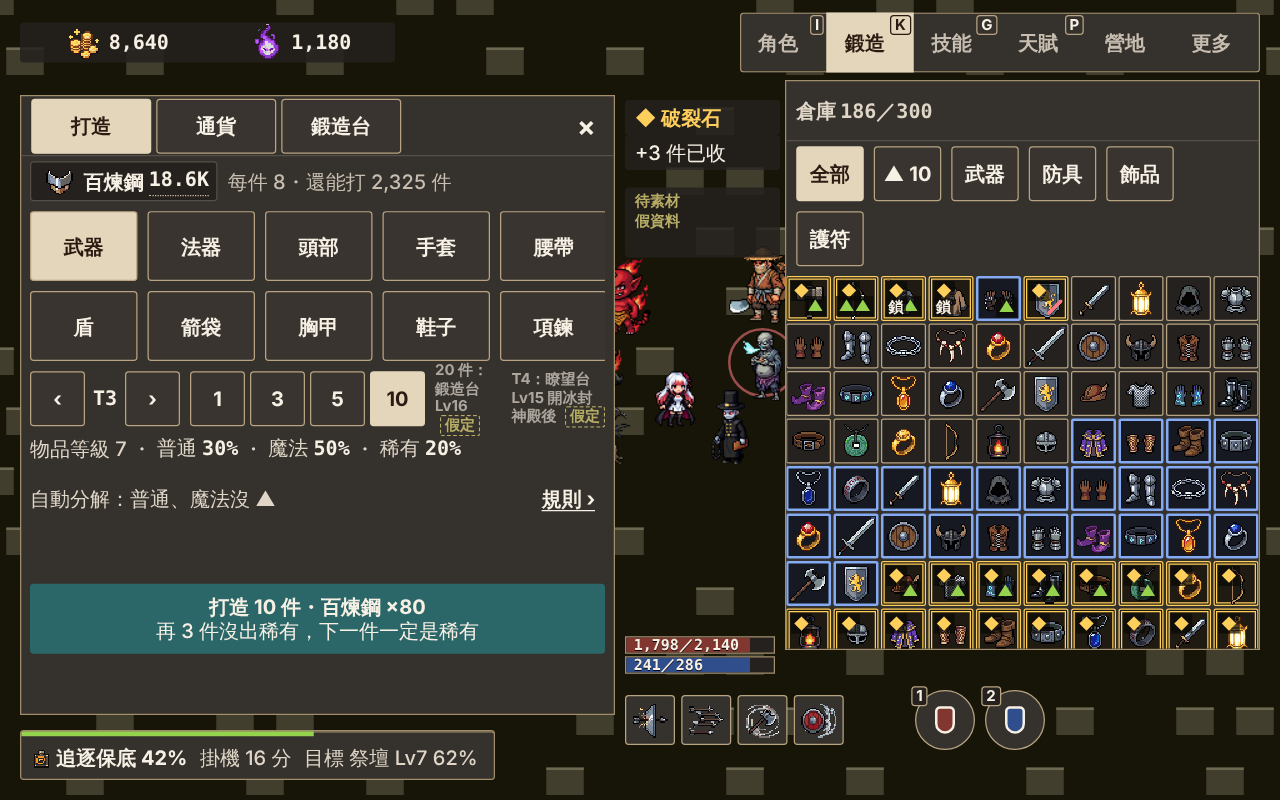 8,640
1,180
角色 I
鍛造 K
技能 G
天賦 P
營地
更多
打造
通貨
鍛造台
×
百煉鋼 18.6K
每件 8 · 還能打 2,325 件
武器
法器
頭部
手套
腰帶
盾
箭袋
胸甲
鞋子
項鍊
‹ T3 ›
1
3
5
10
20 件：
鍛造台
Lv16
假定
T4：瞭望台
Lv15 開冰封
神殿後 假定
物品等級 7 · 普通 30% · 魔法 50% · 稀有 20%
自動分解：普通、魔法沒 ▲
規則 ›
打造 10 件 · 百煉鋼 ×80
再 3 件沒出稀有，下一件一定是稀有
追逐保底 42% 掛機 16 分 目標 祭壇 Lv7 62%
◆ 破裂石
+3 件已收
待素材
假資料
1,798／2,140
241／286
1
2
倉庫 186／300
全部
▲ 10
武器
防具
飾品
護符
鎖
鎖